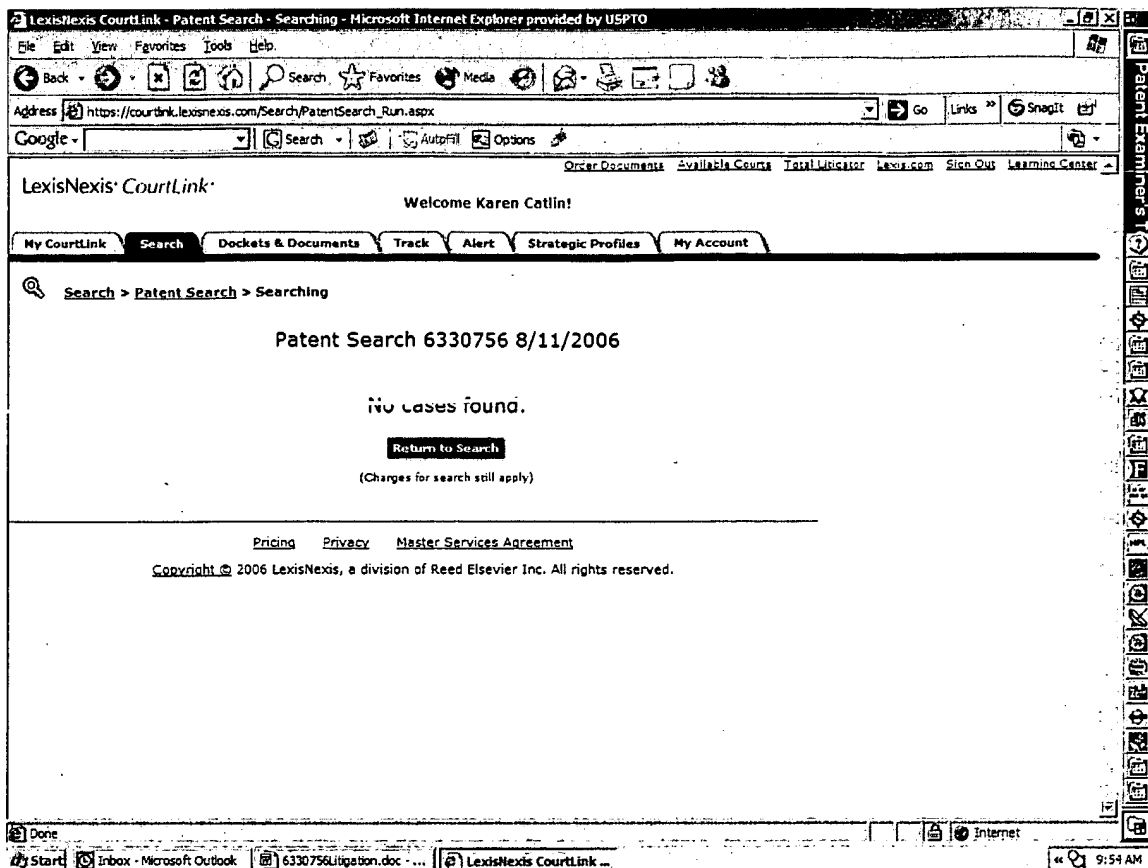 LexisNexis CourtLink - Patent Search - Searching - Microsoft Internet Explorer provided by USPTO
File Edit View Favorites Tools Help
Back Search Favorites Media
Address https://courtlink.lexisnexis.com/Search/PatentSearch_Run.aspx Go Links » SnagIt
Google - Search AutoFill Options
Order Documents Available Courts Total Litigator Lexis.com Sign Out Learning Center
LexisNexis CourtLink
Welcome Karen Catlin!
My CourtLink Search Dockets & Documents Track Alert Strategic Profiles My Account
Search > Patent Search > Searching
Patent Search 6330756 8/11/2006
No cases found.
Return to Search
(Charges for search still apply)
Pricing Privacy Master Services Agreement
Copyright © 2006 LexisNexis, a division of Reed Elsevier Inc. All rights reserved.
Patent Examiner's T
Done Internet
Start Inbox - Microsoft Outlook 6330756Litigation.doc - ... LexisNexis CourtLink ... « 9:54 AM